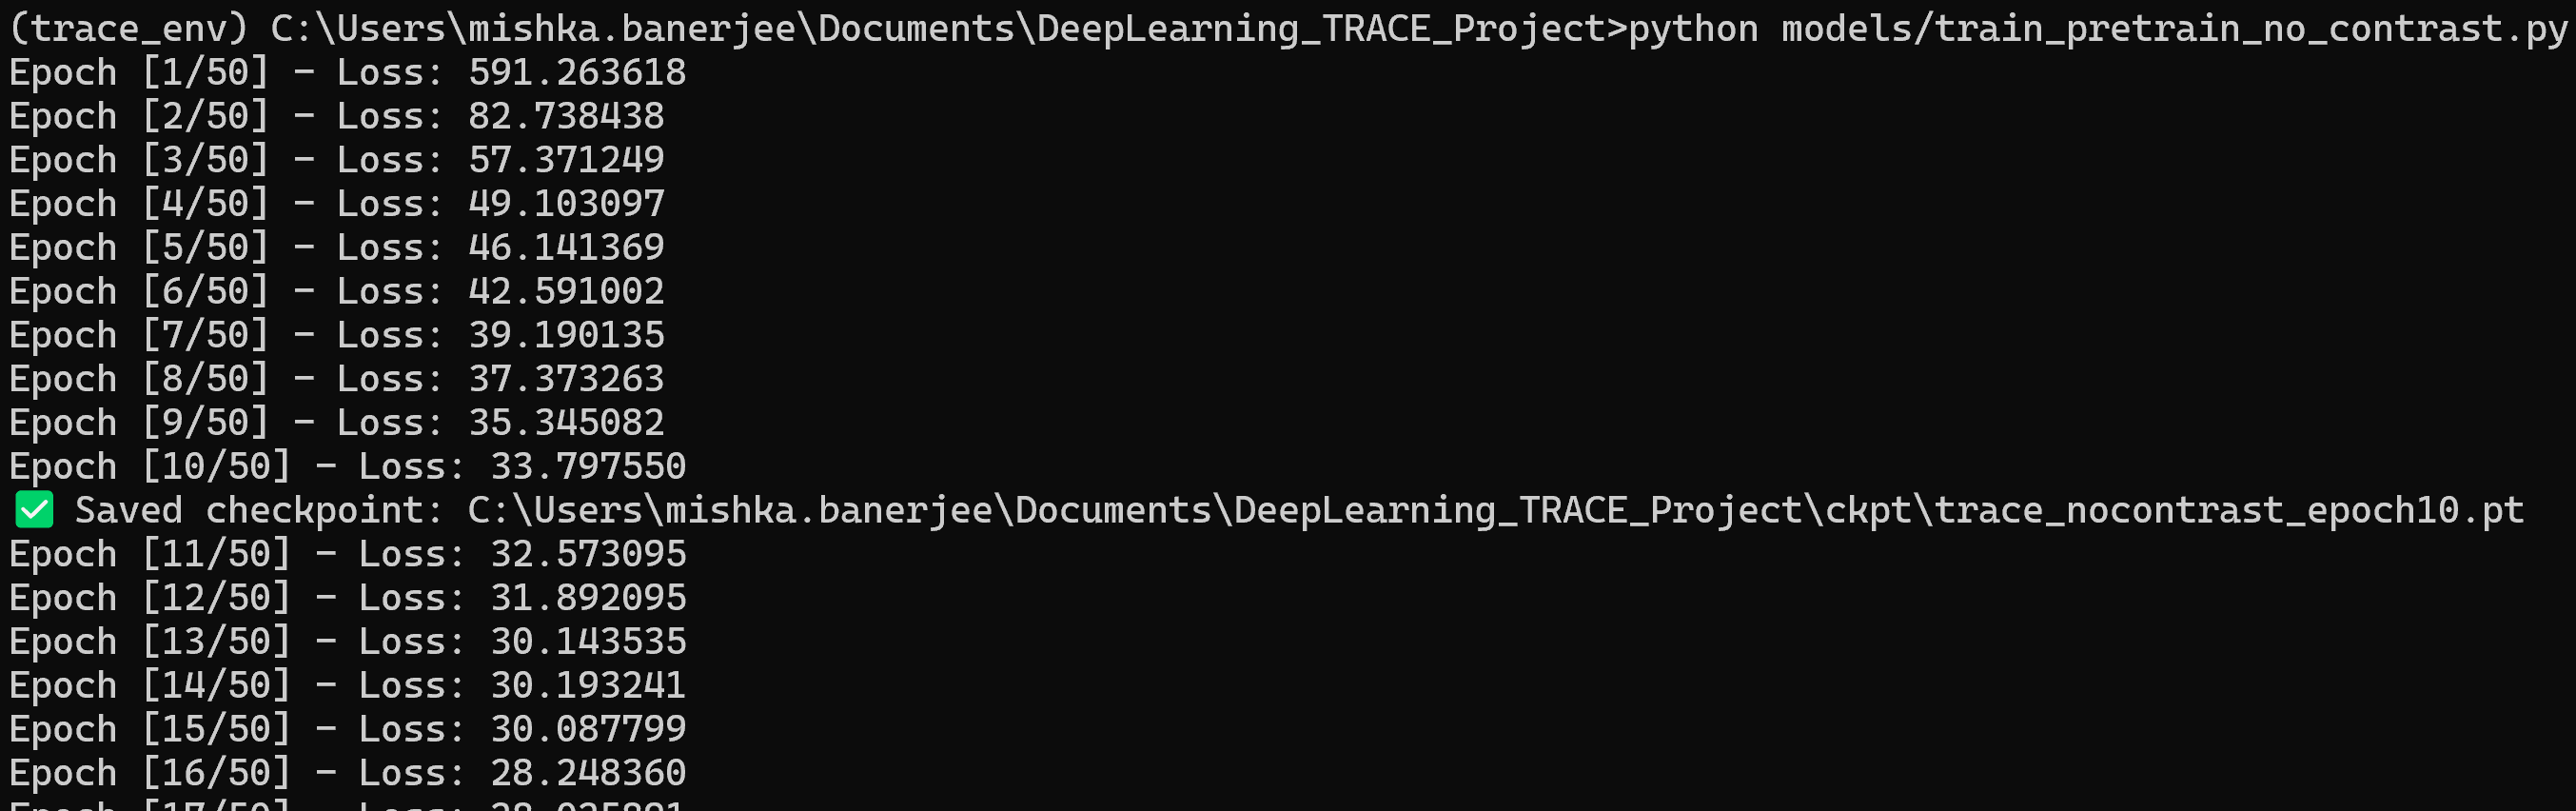 (trace_env) C:\Users\mishka.banerjee\Documents\DeepLearning_TRACE_Project>python models/train_pretrain_no_contrast.py
Epoch [1/50] - Loss: 591.263618
Epoch [2/50] - Loss: 82.738438
Epoch [3/50] - Loss: 57.371249
Epoch [4/50] - Loss: 49.103097
Epoch [5/50] - Loss: 46.141369
Epoch [6/50] - Loss: 42.591002
Epoch [7/50] - Loss: 39.190135
Epoch [8/50] - Loss: 37.373263
Epoch [9/50] - Loss: 35.345082
Epoch [10/50] - Loss: 33.797550
✅ Saved checkpoint: C:\Users\mishka.banerjee\Documents\DeepLearning_TRACE_Project\ckpt\trace_nocontrast_epoch10.pt
Epoch [11/50] - Loss: 32.573095
Epoch [12/50] - Loss: 31.892095
Epoch [13/50] - Loss: 30.143535
Epoch [14/50] - Loss: 30.193241
Epoch [15/50] - Loss: 30.087799
Epoch [16/50] - Loss: 28.248360
Epoch [17/50] - Loss: